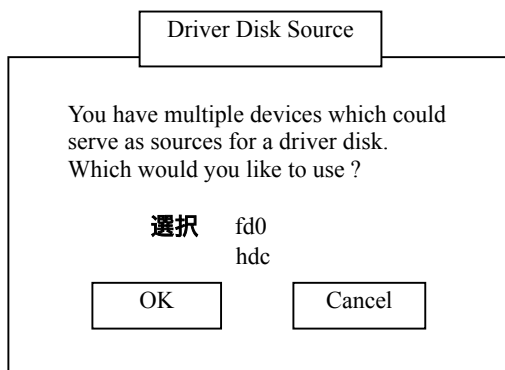 Driver Disk Source
You have multiple devices which could
serve as sources for a driver disk.
Which would you like to use ?
選択 fd0
hdc
OK Cancel